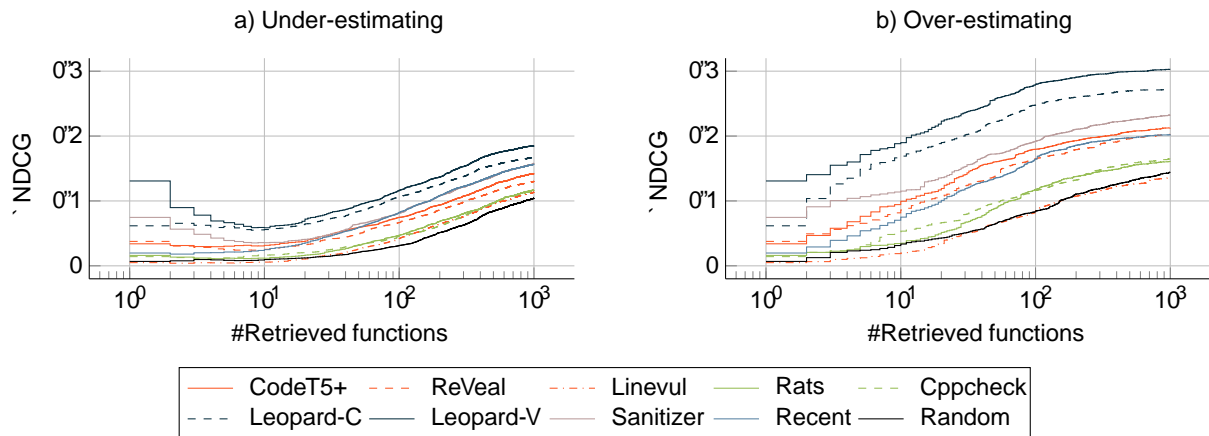 a) Under-estimating
b) Over-estimating
0"3
0"2
0"1
0
` NDCG
10^0
10^1
10^2
10^3
#Retrieved functions
0"3
0"2
0"1
0
` NDCG
10^0
10^1
10^2
10^3
#Retrieved functions
CodeT5+ ReVeal Linevul Rats Cppcheck
Leopard-C Leopard-V Sanitizer Recent Random